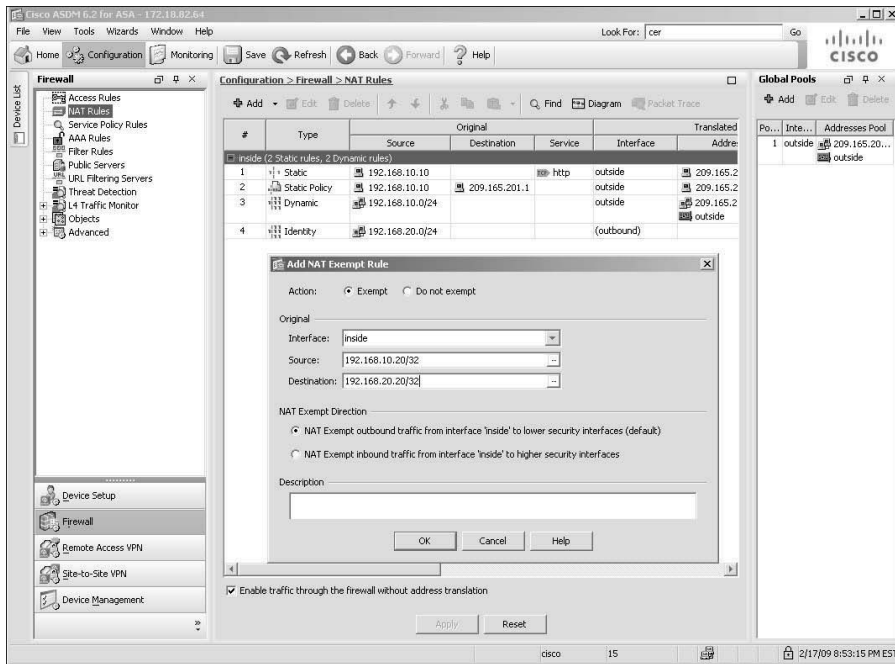 Cisco ASDM 6.2 for ASA - 172.18.82.64
File View Tools Wizards Window Help Look For: cer Go
Home Configuration Monitoring Save Refresh Back Forward Help
CISCO
Device List
Firewall
Access Rules
NAT Rules
Service Policy Rules
AAA Rules
Filter Rules
Public Servers
URL Filtering Servers
Threat Detection
L4 Traffic Monitor
Objects
Advanced
Device Setup
Firewall
Remote Access VPN
Site-to-Site VPN
Device Management
Configuration > Firewall > NAT Rules
Add Edit Delete Find Diagram Packet Trace
# Type Original Translated
Source Destination Service Interface Addre
inside (2 Static rules, 2 Dynamic rules)
1 Static 192.168.10.10 http outside 209.165.2
2 Static Policy 192.168.10.10 209.165.201.1 outside 209.165.2
3 Dynamic 192.168.10.0/24 outside 209.165.2
outside
4 Identity 192.168.20.0/24 (outbound)
Add NAT Exempt Rule
Action: Exempt Do not exempt
Original
Interface: inside
Source: 192.168.10.20/32
Destination: 192.168.20.20/32
NAT Exempt Direction
NAT Exempt outbound traffic from interface 'inside' to lower security interfaces (default)
NAT Exempt inbound traffic from interface 'inside' to higher security interfaces
Description
OK Cancel Help
Enable traffic through the firewall without address translation
Apply Reset
Global Pools
Add Edit Delete
Po... Inte... Addresses Pool
1 outside 209.165.20...
outside
cisco 15 2/17/09 8:53:15 PM EST